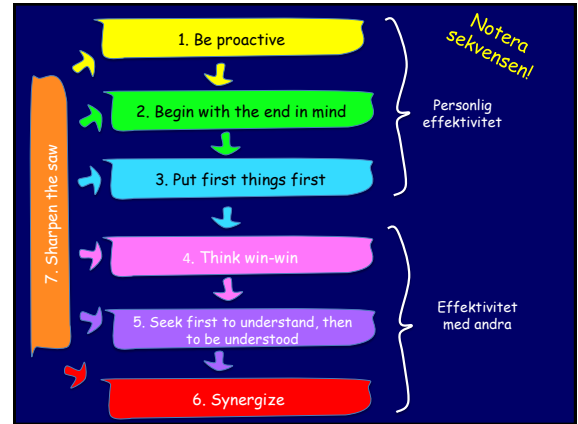 1. Be proactive
Notera
sekvensen!
2. Begin with the end in mind
Personlig
effektivitet
3. Put first things first
7. Sharpen the saw
4. Think win-win
5. Seek first to understand, then
to be understood
Effektivitet
med andra
6. Synergize